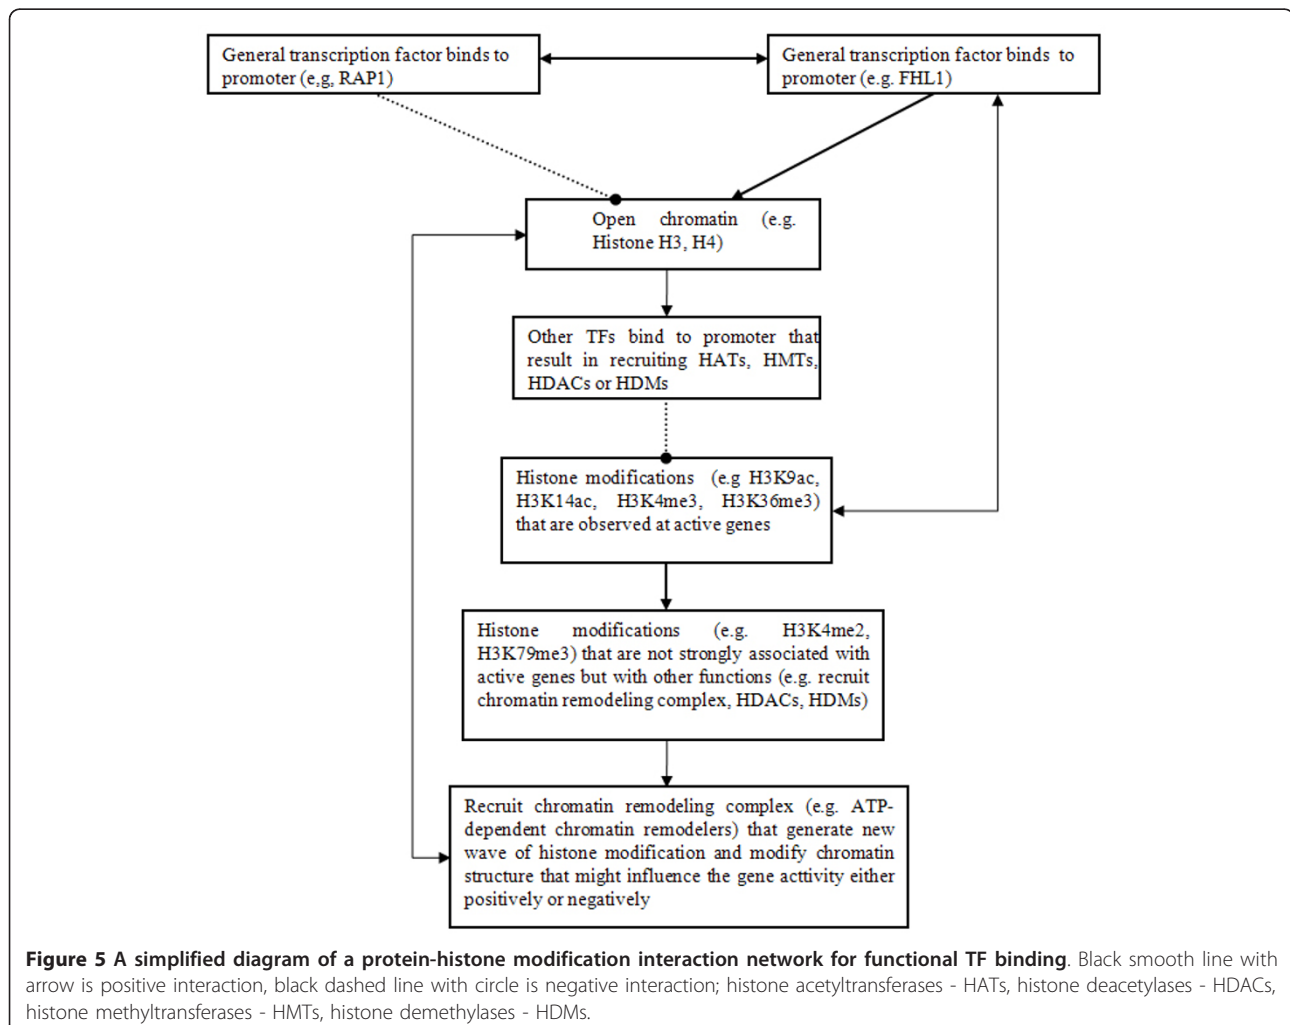 General transcription factor binds to
promoter (e,g, RAP1)
General transcription factor binds to
promoter (e.g. FHL1)
Open chromatin (e.g.
Histone H3, H4)
Other TFs bind to promoter that
result in recruiting HATs, HMTs,
HDACs or HDMs
Histone modifications (e.g H3K9ac,
H3K14ac, H3K4me3, H3K36me3)
that are observed at active genes
Histone modifications (e.g. H3K4me2,
H3K79me3) that are not strongly associated with
active genes but with other functions (e.g. recruit
chromatin remodeling complex, HDACs, HDMs)
Recruit chromatin remodeling complex (e.g. ATP-
dependent chromatin remodelers) that generate new
wave of histone modification and modify chromatin
structure that might influence the gene acttivity either
positively or negatively
Figure 5 A simplified diagram of a protein-histone modification interaction network for functional TF binding. Black smooth line with
arrow is positive interaction, black dashed line with circle is negative interaction; histone acetyltransferases - HATs, histone deacetylases - HDACs,
histone methyltransferases - HMTs, histone demethylases - HDMs.